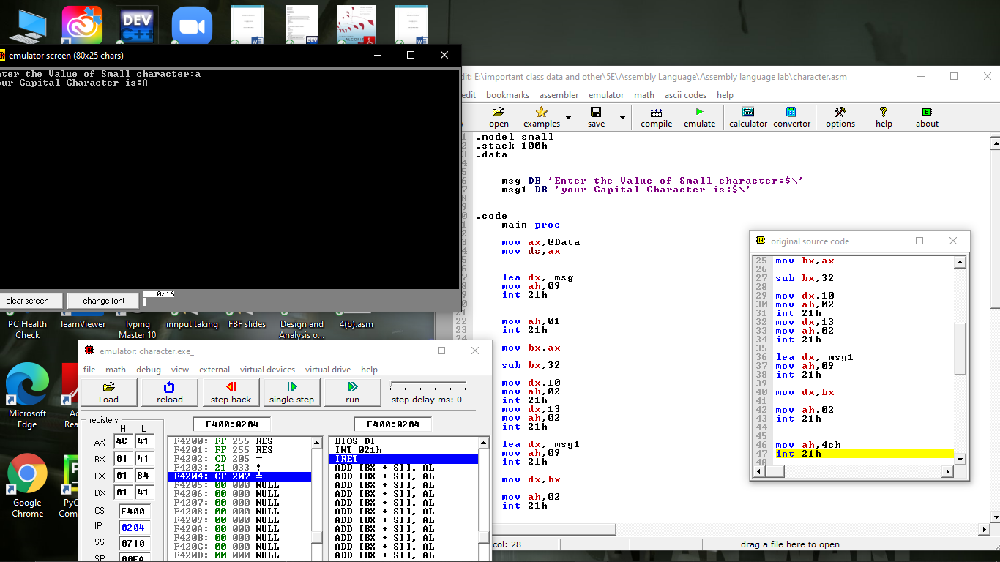 DEV
C++
W
DEV
ALGORI
W
emulator screen (80x25 chars)
nter the Value of Small character:a
our Capital Character is:A
clear screen
change font
0/16
PC Health
Check
TeamViewer
Typing
Master 10
innput taking
FBF slides
Design and
Analysis o...
4(b).asm
Microsoft
Edge
Google
Chrome
dit: E:\important class data and other\5E\Assembly Language\Assembly language lab\character.asm
edit bookmarks assembler emulator math ascii codes help
open examples save compile emulate calculator convertor options help about
.model small
.stack 100h
.data
msg DB 'Enter the Value of Small character:$\'
msg1 DB 'your Capital Character is:$\'
.code
main proc
mov ax,@Data
mov ds,ax
lea dx, msg
mov ah,09
int 21h
mov ah,01
int 21h
mov bx,ax
sub bx,32
mov dx,10
mov ah,02
int 21h
mov dx,13
mov ah,02
int 21h
lea dx, msg1
mov ah,09
int 21h
mov dx,bx
mov ah,02
int 21h
col: 28
drag a file here to open
original source code
25 mov bx,ax
26
27 sub bx,32
28
29 mov dx,10
30 mov ah,02
31 int 21h
32 mov dx,13
33 mov ah,02
34 int 21h
35
36 lea dx, msg1
37 mov ah,09
38 int 21h
39
40 mov dx,bx
41
42 mov ah,02
43 int 21h
44
45
46 mov ah,4ch
47 int 21h
48
emulator: character.exe_
file math debug view external virtual devices virtual drive help
Load reload step back single step run step delay ms: 0
registers
H L
F400:0204 F400:0204
AX 4C 41
BX 01 41
CX 01 84
DX 01 41
CS F400
IP 0204
SS 0710
SP 00FA
F4200: FF 255 RES
F4201: FF 255 RES
F4202: CD 205 =
F4203: 21 033 !
F4204: CF 207 ╧
F4205: 00 000 NULL
F4206: 00 000 NULL
F4207: 00 000 NULL
F4208: 00 000 NULL
F4209: 00 000 NULL
F420A: 00 000 NULL
F420B: 00 000 NULL
F420C: 00 000 NULL
F420D: 00 000 NULL
BIOS DI
INT 021h
IRET
ADD [BX + SI], AL
ADD [BX + SI], AL
ADD [BX + SI], AL
ADD [BX + SI], AL
ADD [BX + SI], AL
ADD [BX + SI], AL
ADD [BX + SI], AL
ADD [BX + SI], AL
ADD [BX + SI], AL
ADD [BX + SI], AL
ADD [BX + SI], AL